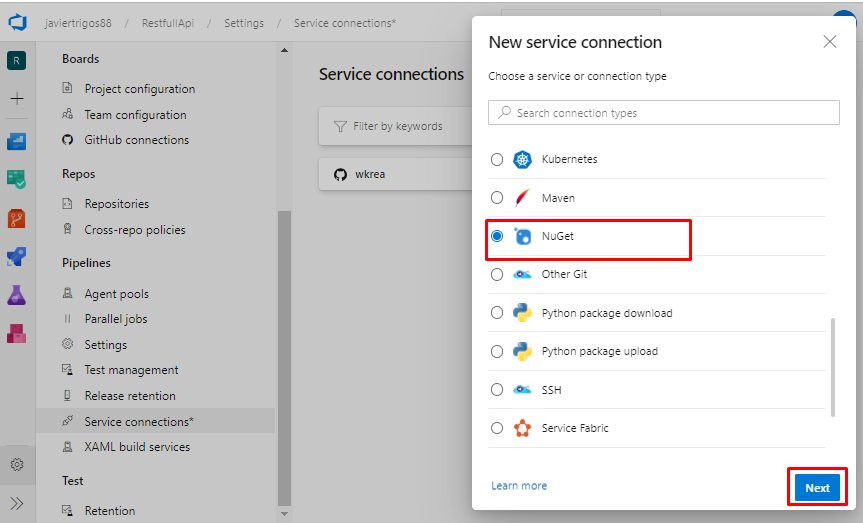 javiertrigos88 / RestfullApi / Settings / Service connections*
R
Boards
Project configuration
Team configuration
GitHub connections
Repos
Repositories
Cross-repo policies
Pipelines
Agent pools
Parallel jobs
Settings
Test management
Release retention
Service connections*
XAML build services
Test
Retention
Service connections
Filter by keywords
wkrea
New service connection
Choose a service or connection type
Search connection types
Kubernetes
Maven
NuGet
Other Git
Python package download
Python package upload
SSH
Service Fabric
Learn more
Next